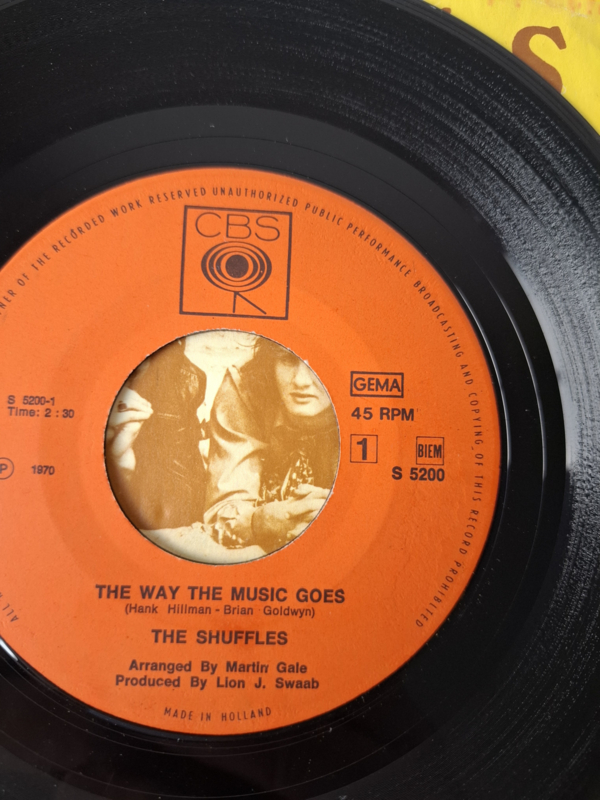 S
NER OF THE RECORDED WORK RESERVED UNAUTHORIZED PUBLIC PERFORMANCE BROADCASTING AND COPYING OF THIS RECORD PROHIBITED
CBS
GEMA
S 5200-1
Time: 2 : 30
45 RPM
1
BIEM
S 5200
P 1970
THE WAY THE MUSIC GOES
(Hank Hillman - Brian Goldwyn)
THE SHUFFLES
Arranged By Martin Gale
Produced By Lion J. Swaab
MADE IN HOLLAND
ALL